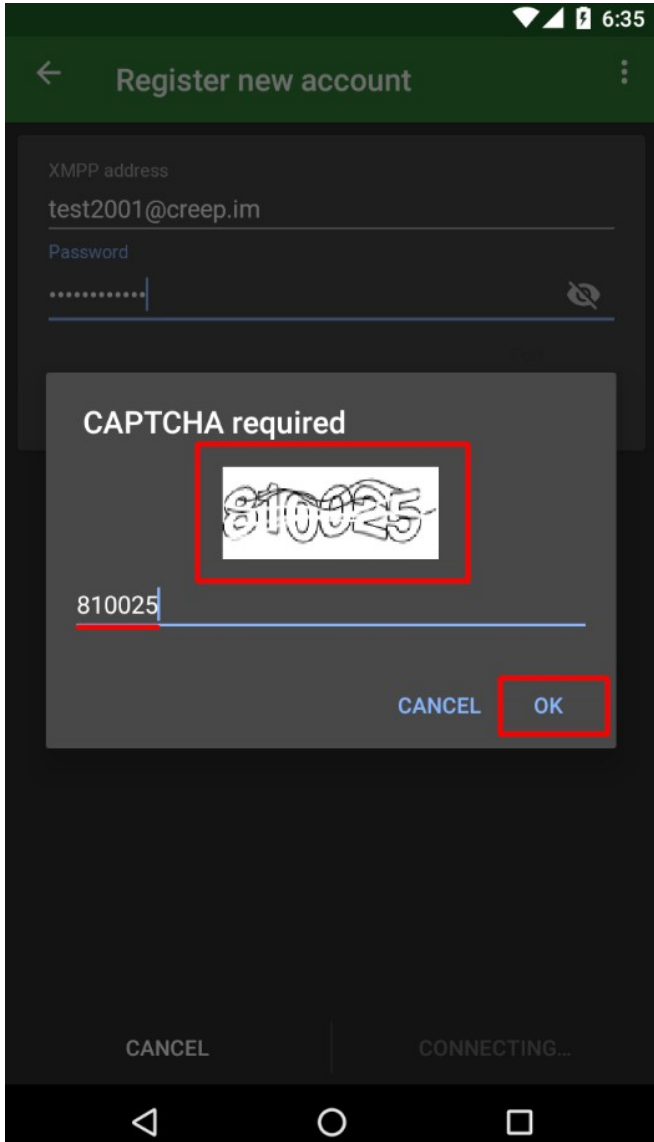 6:35
Register new account
XMPP address
test2001@creep.im
Password
••••••••••••
CAPTCHA required
810025
810025
CANCEL OK
CANCEL CONNECTING...